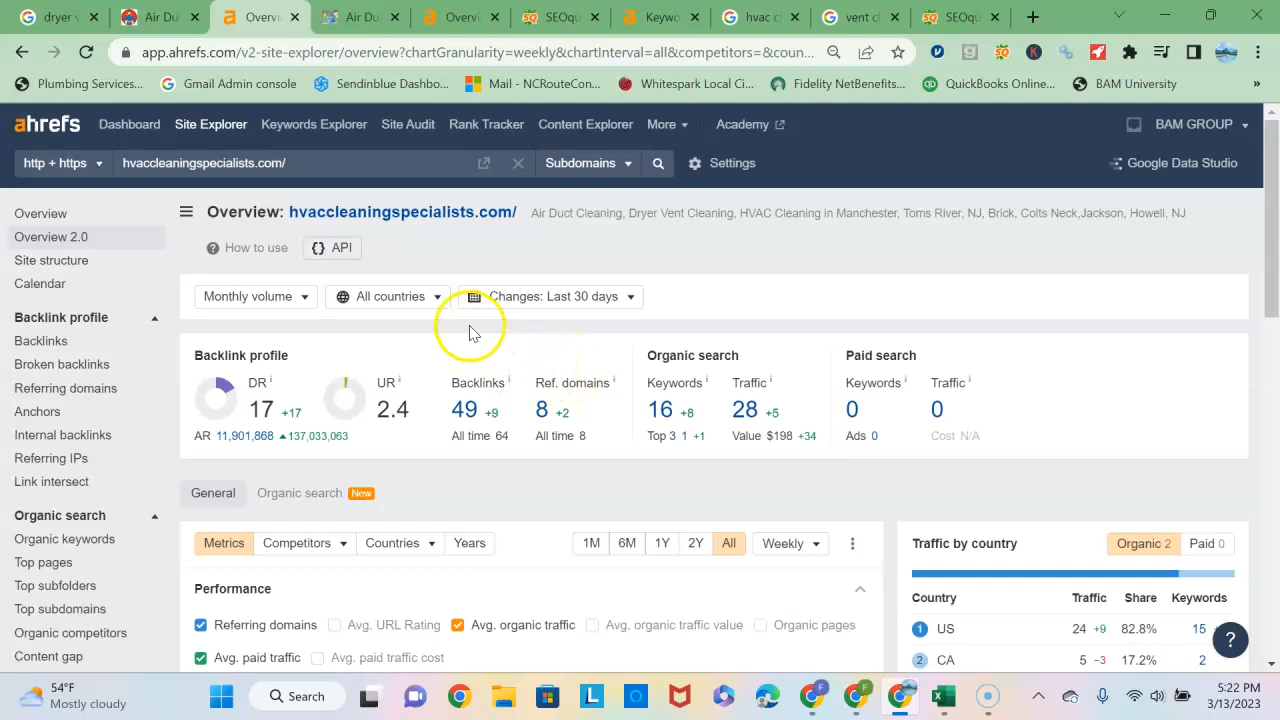 dryer v
Air Du
Overvi
Air Du
Overvi
SEOqu
Keywo
hvac c
vent cl
SEOqu
app.ahrefs.com/v2-site-explorer/overview?chartGranularity=weekly&chartInterval=all&competitors=&coun...
Plumbing Services... Gmail Admin console Sendinblue Dashbo... Mail - NCRouteCon... Whitespark Local Ci... Fidelity NetBenefits... QuickBooks Online... BAM University »
ahrefs Dashboard Site Explorer Keywords Explorer Site Audit Rank Tracker Content Explorer More Academy BAM GROUP
http + https hvaccleaningspecialists.com/ Subdomains Settings Google Data Studio
Overview
Overview 2.0
Site structure
Calendar
Backlink profile
Backlinks
Broken backlinks
Referring domains
Anchors
Internal backlinks
Referring IPs
Link intersect
Organic search
Organic keywords
Top pages
Top subfolders
Top subdomains
Organic competitors
Content gap
Overview: hvaccleaningspecialists.com/ Air Duct Cleaning, Dryer Vent Cleaning, HVAC Cleaning in Manchester, Toms River, NJ, Brick, Colts Neck,Jackson, Howell, NJ
? How to use {} API
Monthly volume All countries Changes: Last 30 days
Backlink profile Organic search Paid search
DR i UR i Backlinks i Ref. domains i Keywords i Traffic i Keywords i Traffic i
17 +17 2.4 49 +9 8 +2 16 +8 28 +5 0 0
AR 11,901,868 ▲137,033,063 All time 64 All time 8 Top 3 1 +1 Value $198 +34 Ads 0 Cost N/A
General Organic search New
Metrics Competitors Countries Years 1M 6M 1Y 2Y All Weekly
Performance
Referring domains Avg. URL Rating Avg. organic traffic Avg. organic traffic value Organic pages
Avg. paid traffic Avg. paid traffic cost
Traffic by country Organic 2 Paid 0
Country Traffic Share Keywords
1 US 24 +9 82.8% 15
2 CA 5 −3 17.2% 2
?
54°F
Mostly cloudy
Search
5:22 PM
3/13/2023